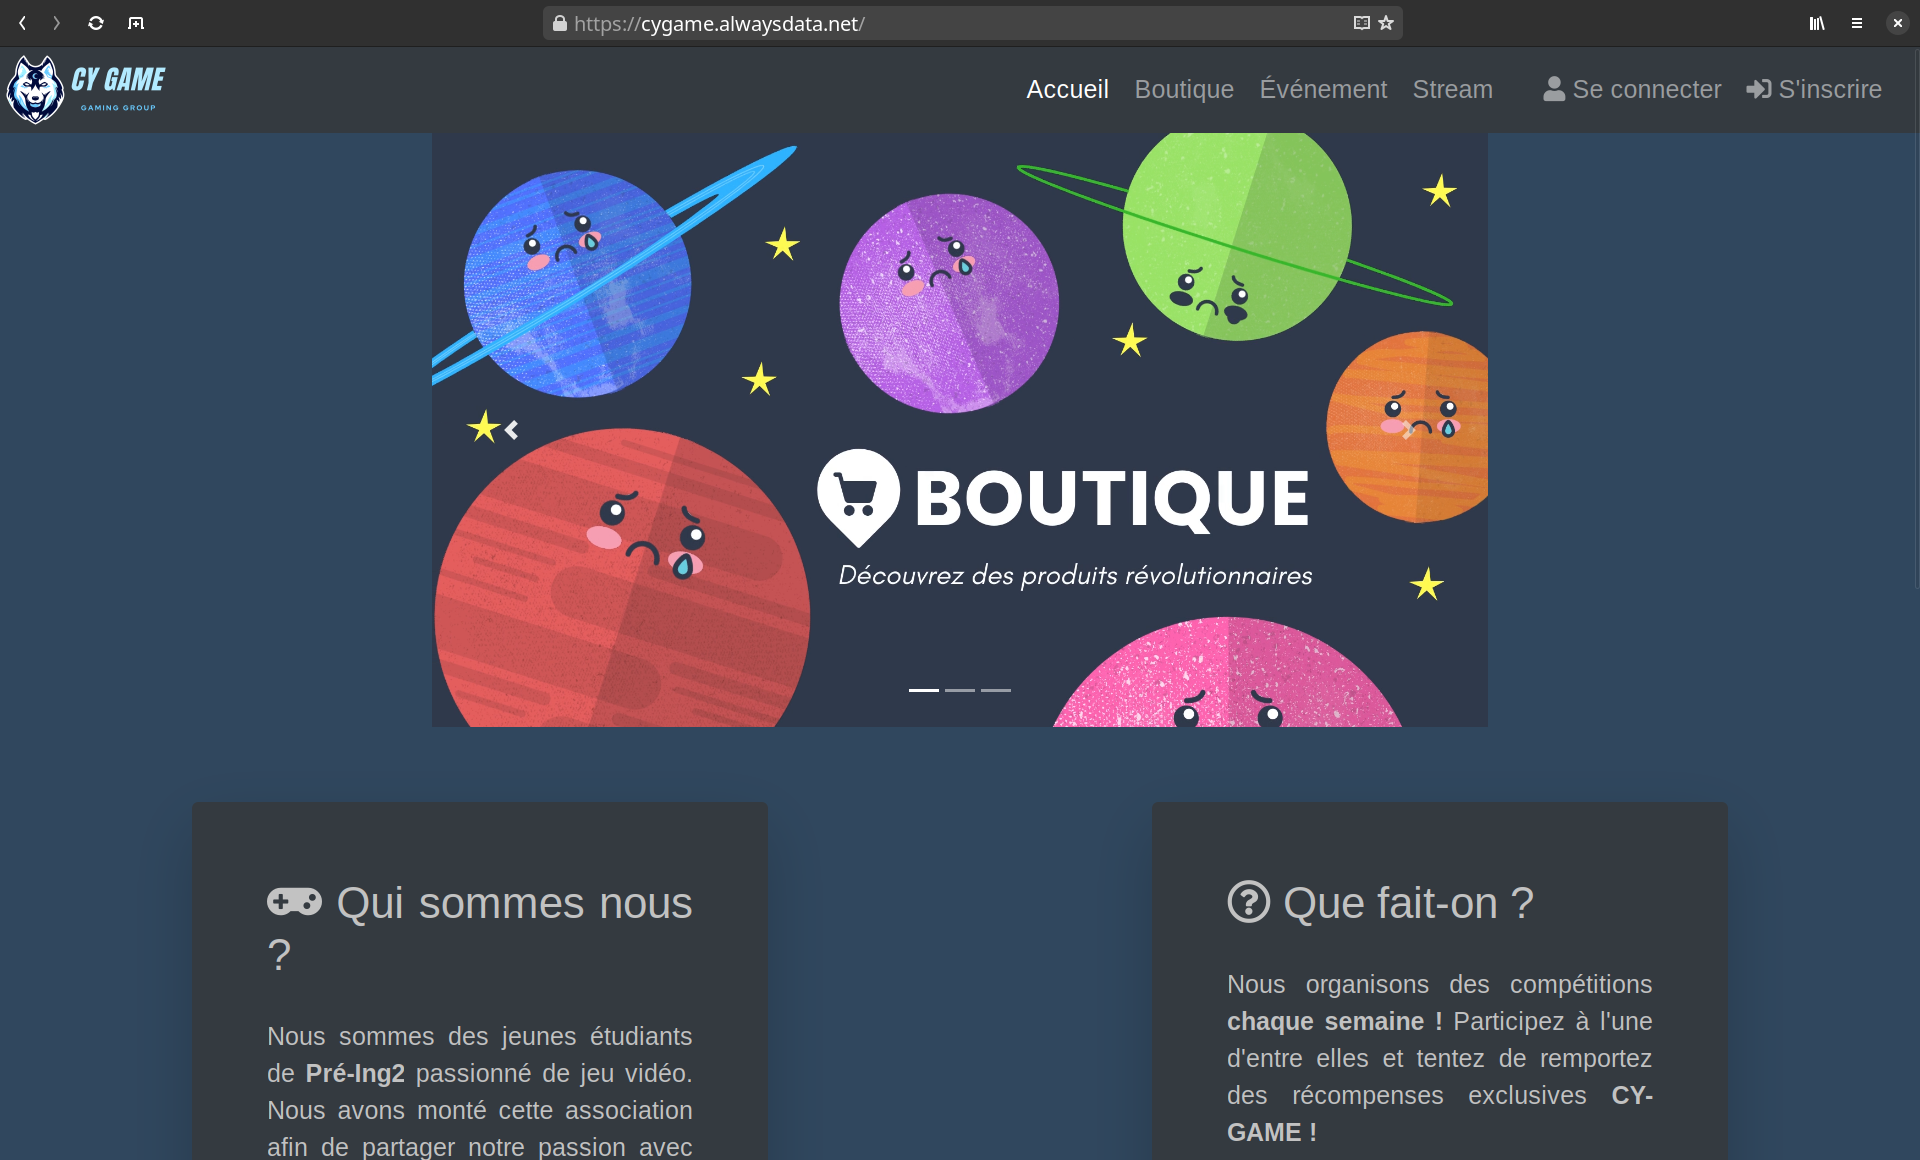 https://cygame.alwaysdata.net/
CY GAME
GAMING GROUP
Accueil
Boutique
Événement
Stream
Se connecter
S'inscrire
BOUTIQUE
Découvrez des produits révolutionnaires
Qui sommes nous
?
Nous sommes des jeunes étudiants
de Pré-Ing2 passionné de jeu vidéo.
Nous avons monté cette association
afin de partager notre passion avec
Que fait-on ?
Nous organisons des compétitions
chaque semaine ! Participez à l'une
d'entre elles et tentez de remportez
des récompenses exclusives CY-
GAME !